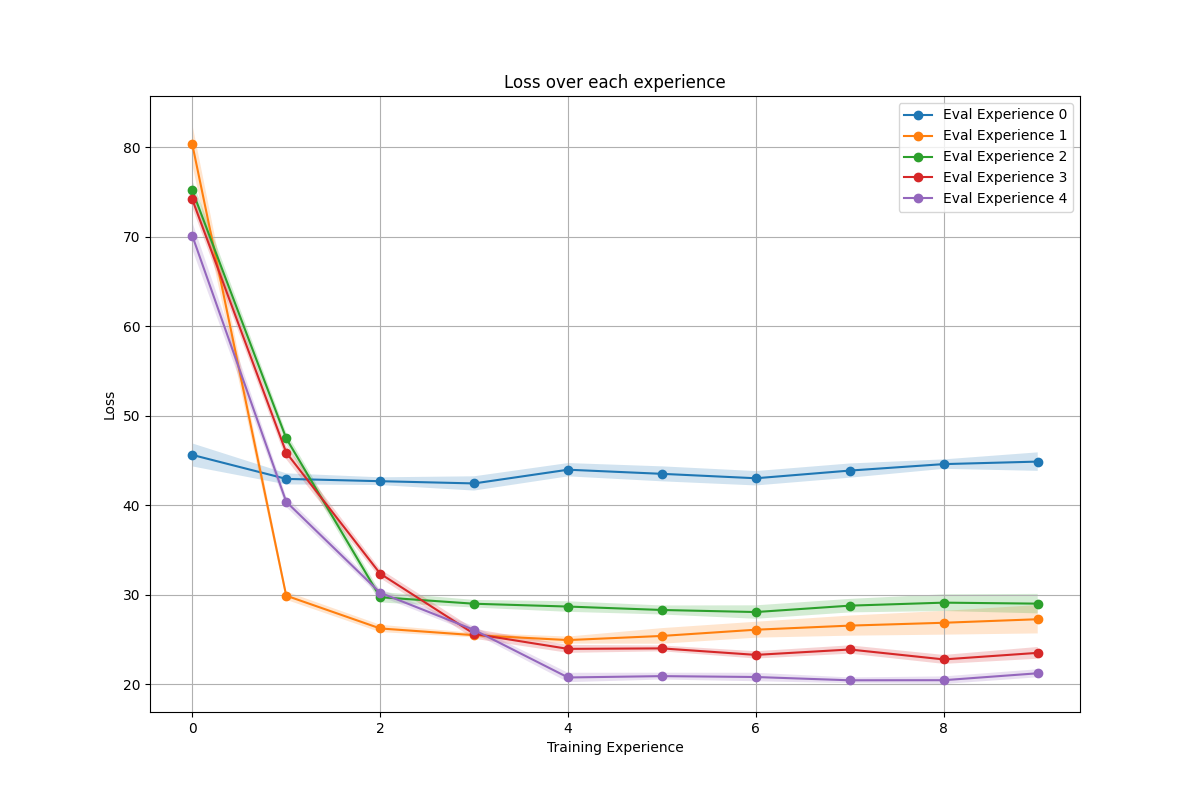 Loss over each experience
Eval Experience 0
Eval Experience 1
Eval Experience 2
Eval Experience 3
Eval Experience 4
80
70
60
50
40
30
20
Loss
0 2 4 6 8
Training Experience